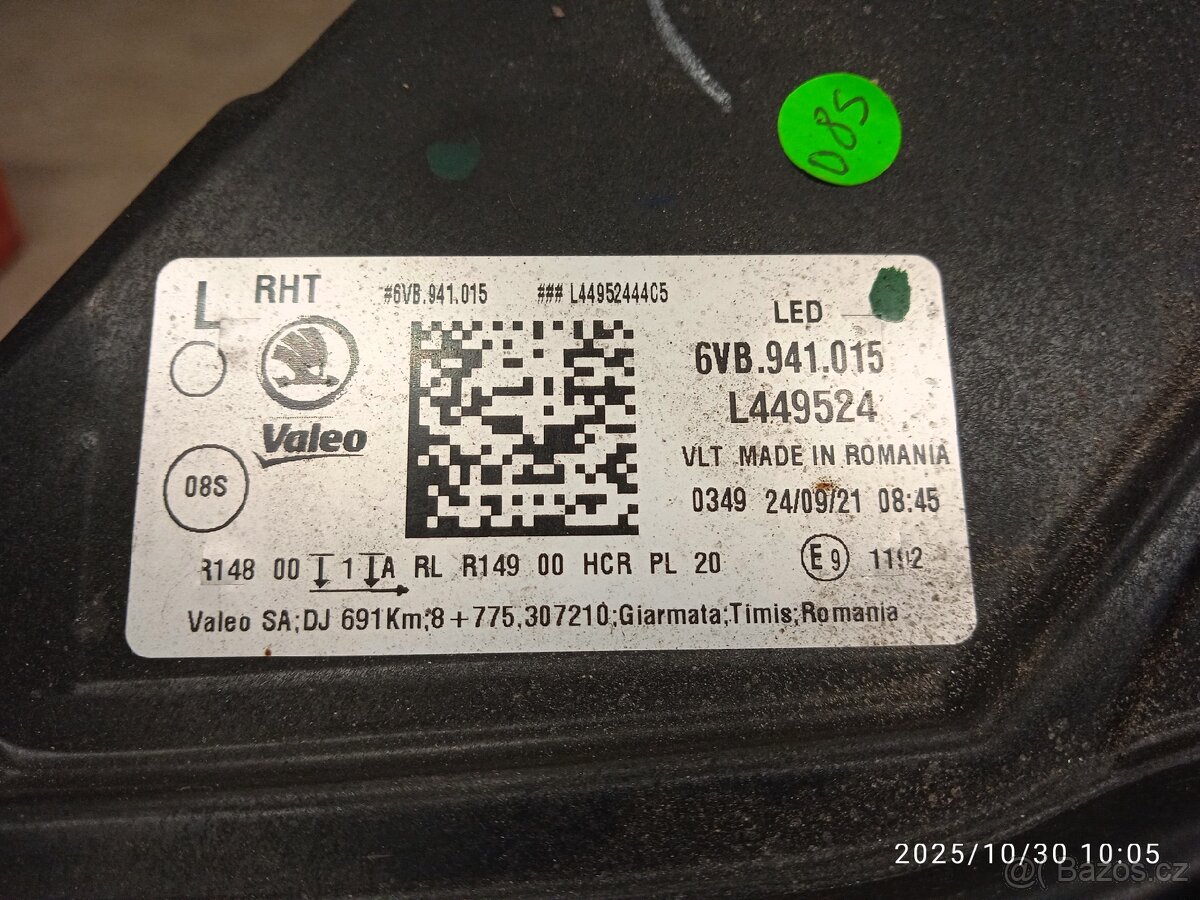 08S
L RHT #6VB.941.015 ### L44952444C5
LED
6VB.941.015
L449524
Valeo
VLT MADE IN ROMANIA
08S
0349 24/09/21 08:45
R148 00 1 A RL R149 00 HCR PL 20 E9
Valeo SA;DJ 691Km;8+775,307210;Giarmata;Timis;Romania
2025/10/30 10:05
@( Bazos.cz